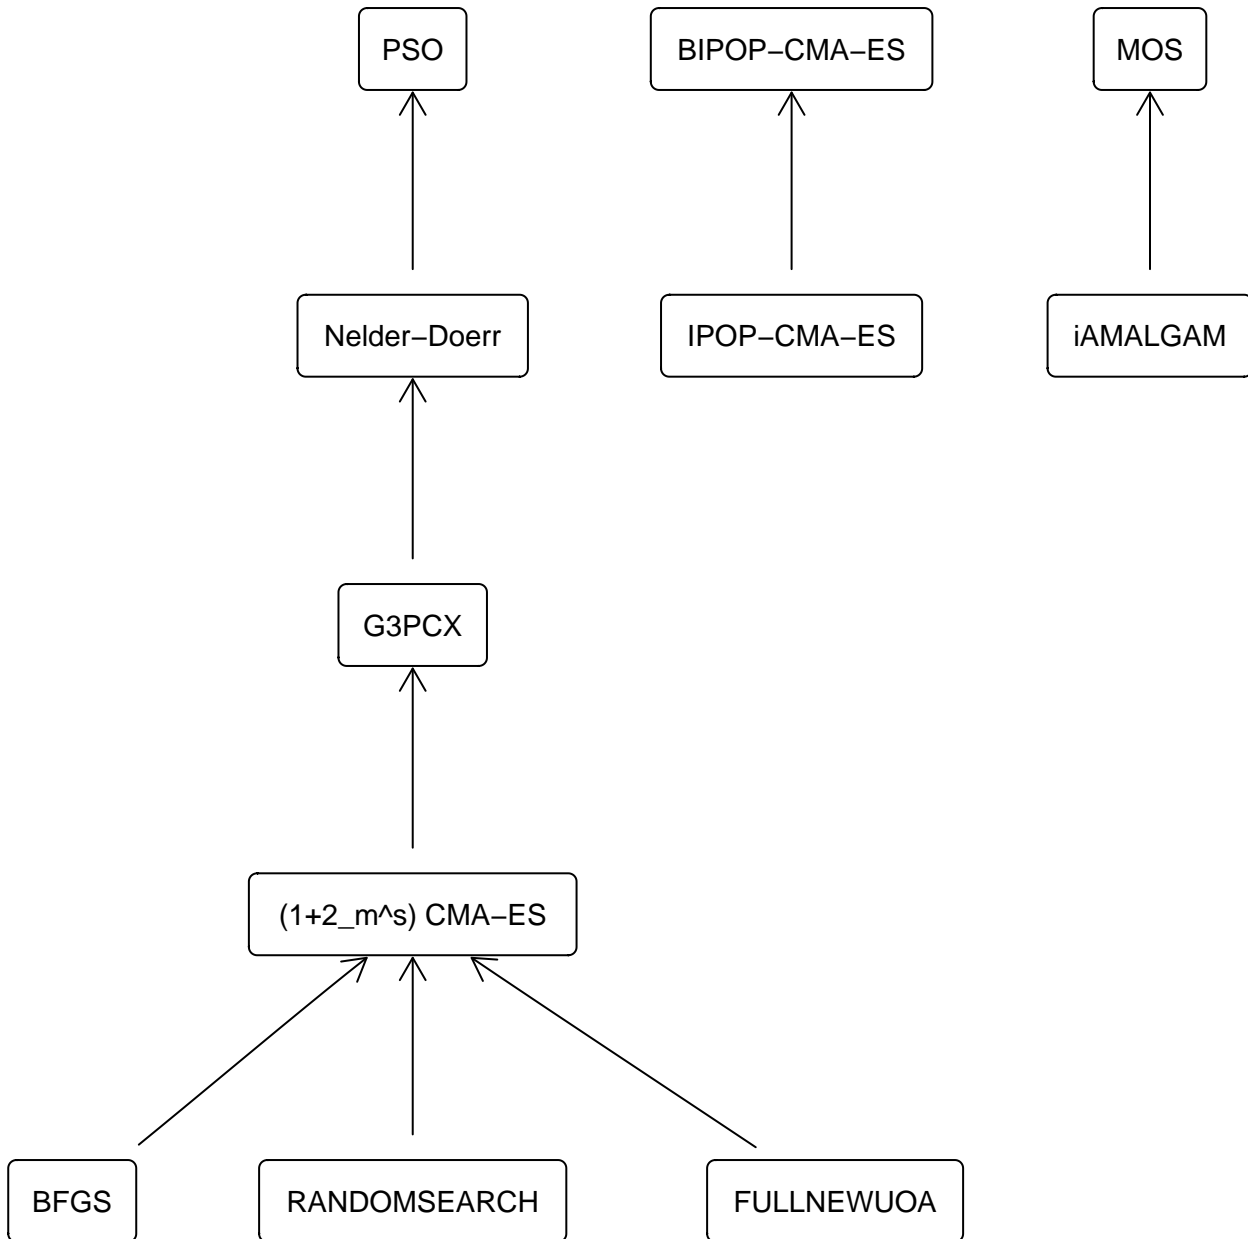 PSO
BIPOP−CMA−ES
MOS
Nelder−Doerr
IPOP−CMA−ES
iAMALGAM
G3PCX
(1+2_m^s) CMA−ES
BFGS
RANDOMSEARCH
FULLNEWUOA